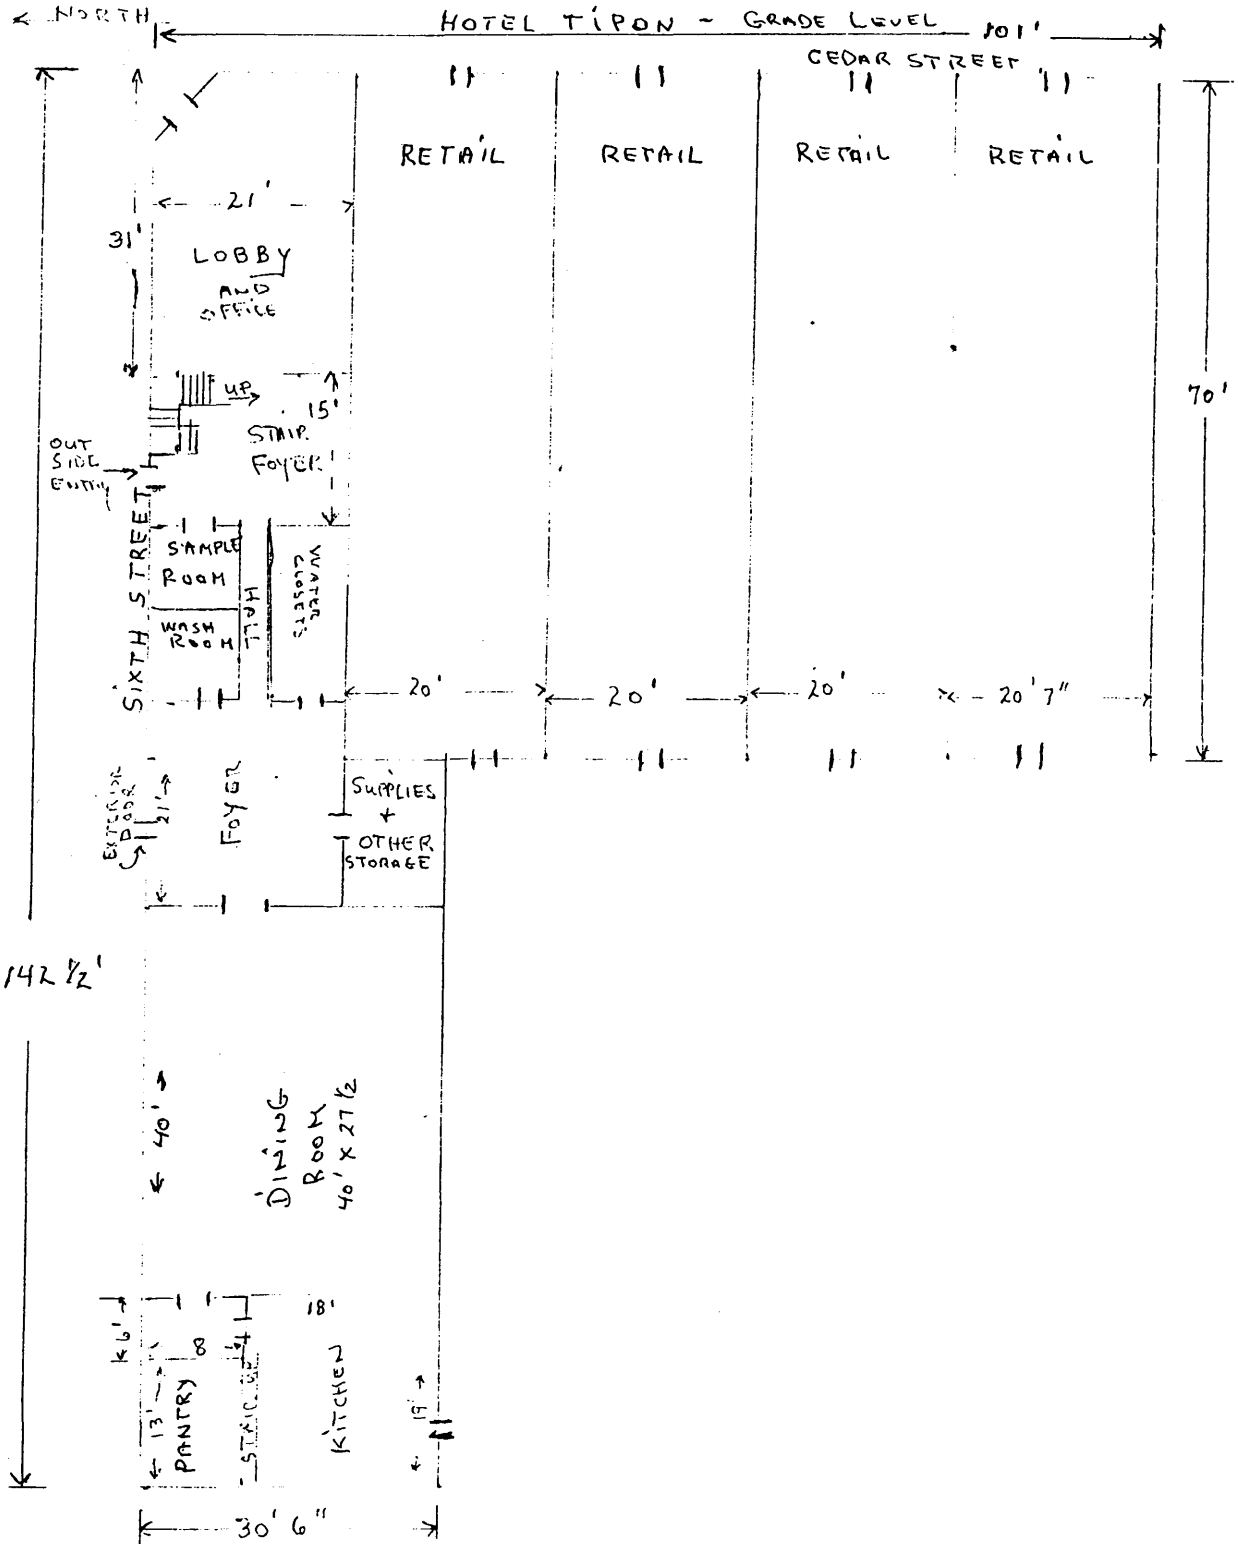 < NORTH
HOTEL TIPON - GRADE LEVEL
101'
CEDAR STREET
RETAIL
RETAIL
RETAIL
RETAIL
21'
31'
LOBBY
AND
OFFICE
UP
15'
STAIR
FOYER
OUT
SIDE
ENTRY
70'
SIXTH STREET
SAMPLE
ROOM
HALL
WATER
CLOSETS
WASH
ROOM
20'
20'
20'
20' 7"
EXTERIOR
DOOR
21'
FOYER
SUPPLIES
+
OTHER
STORAGE
142 1/2'
40'
DINING
ROOM
40' X 27 1/2
6'
8
4
18'
13'
PANTRY
STAIR UP
KITCHEN
19'
30' 6"